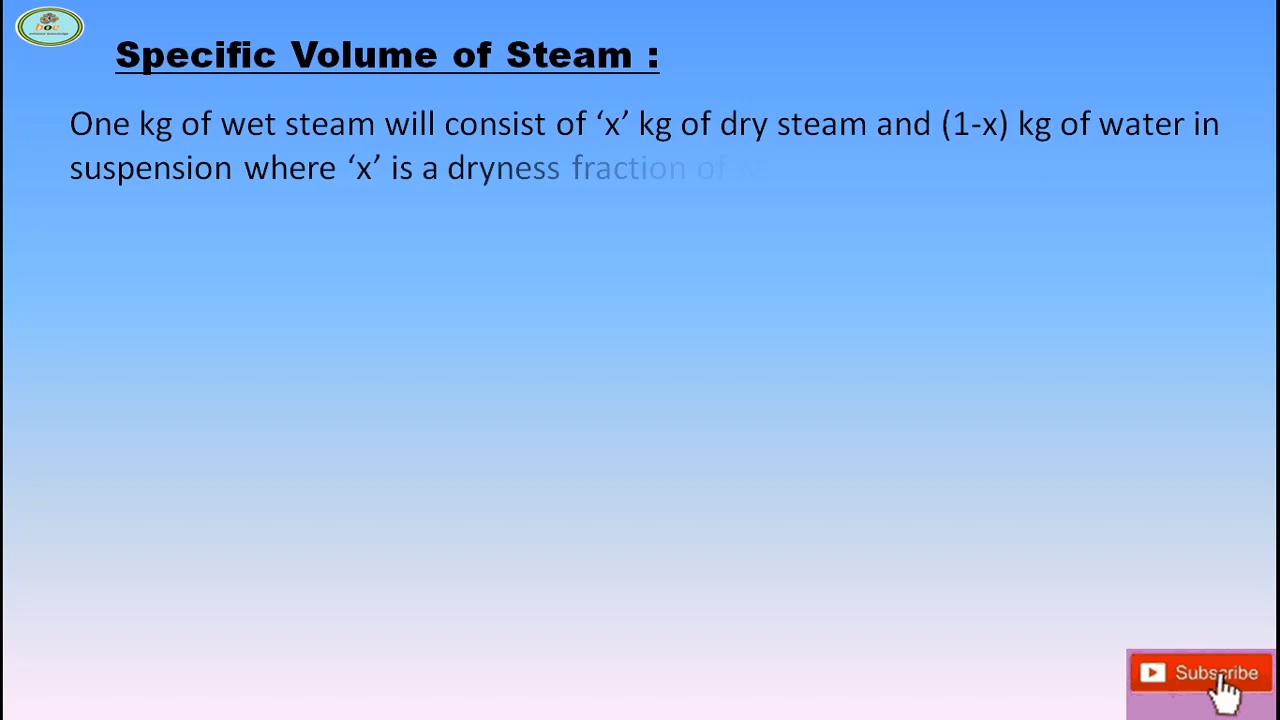 Specific Volume of Steam :
One kg of wet steam will consist of ‘x’ kg of dry steam and (1-x) kg of water in
suspension where ‘x’ is a dryness fraction of
Subscribe